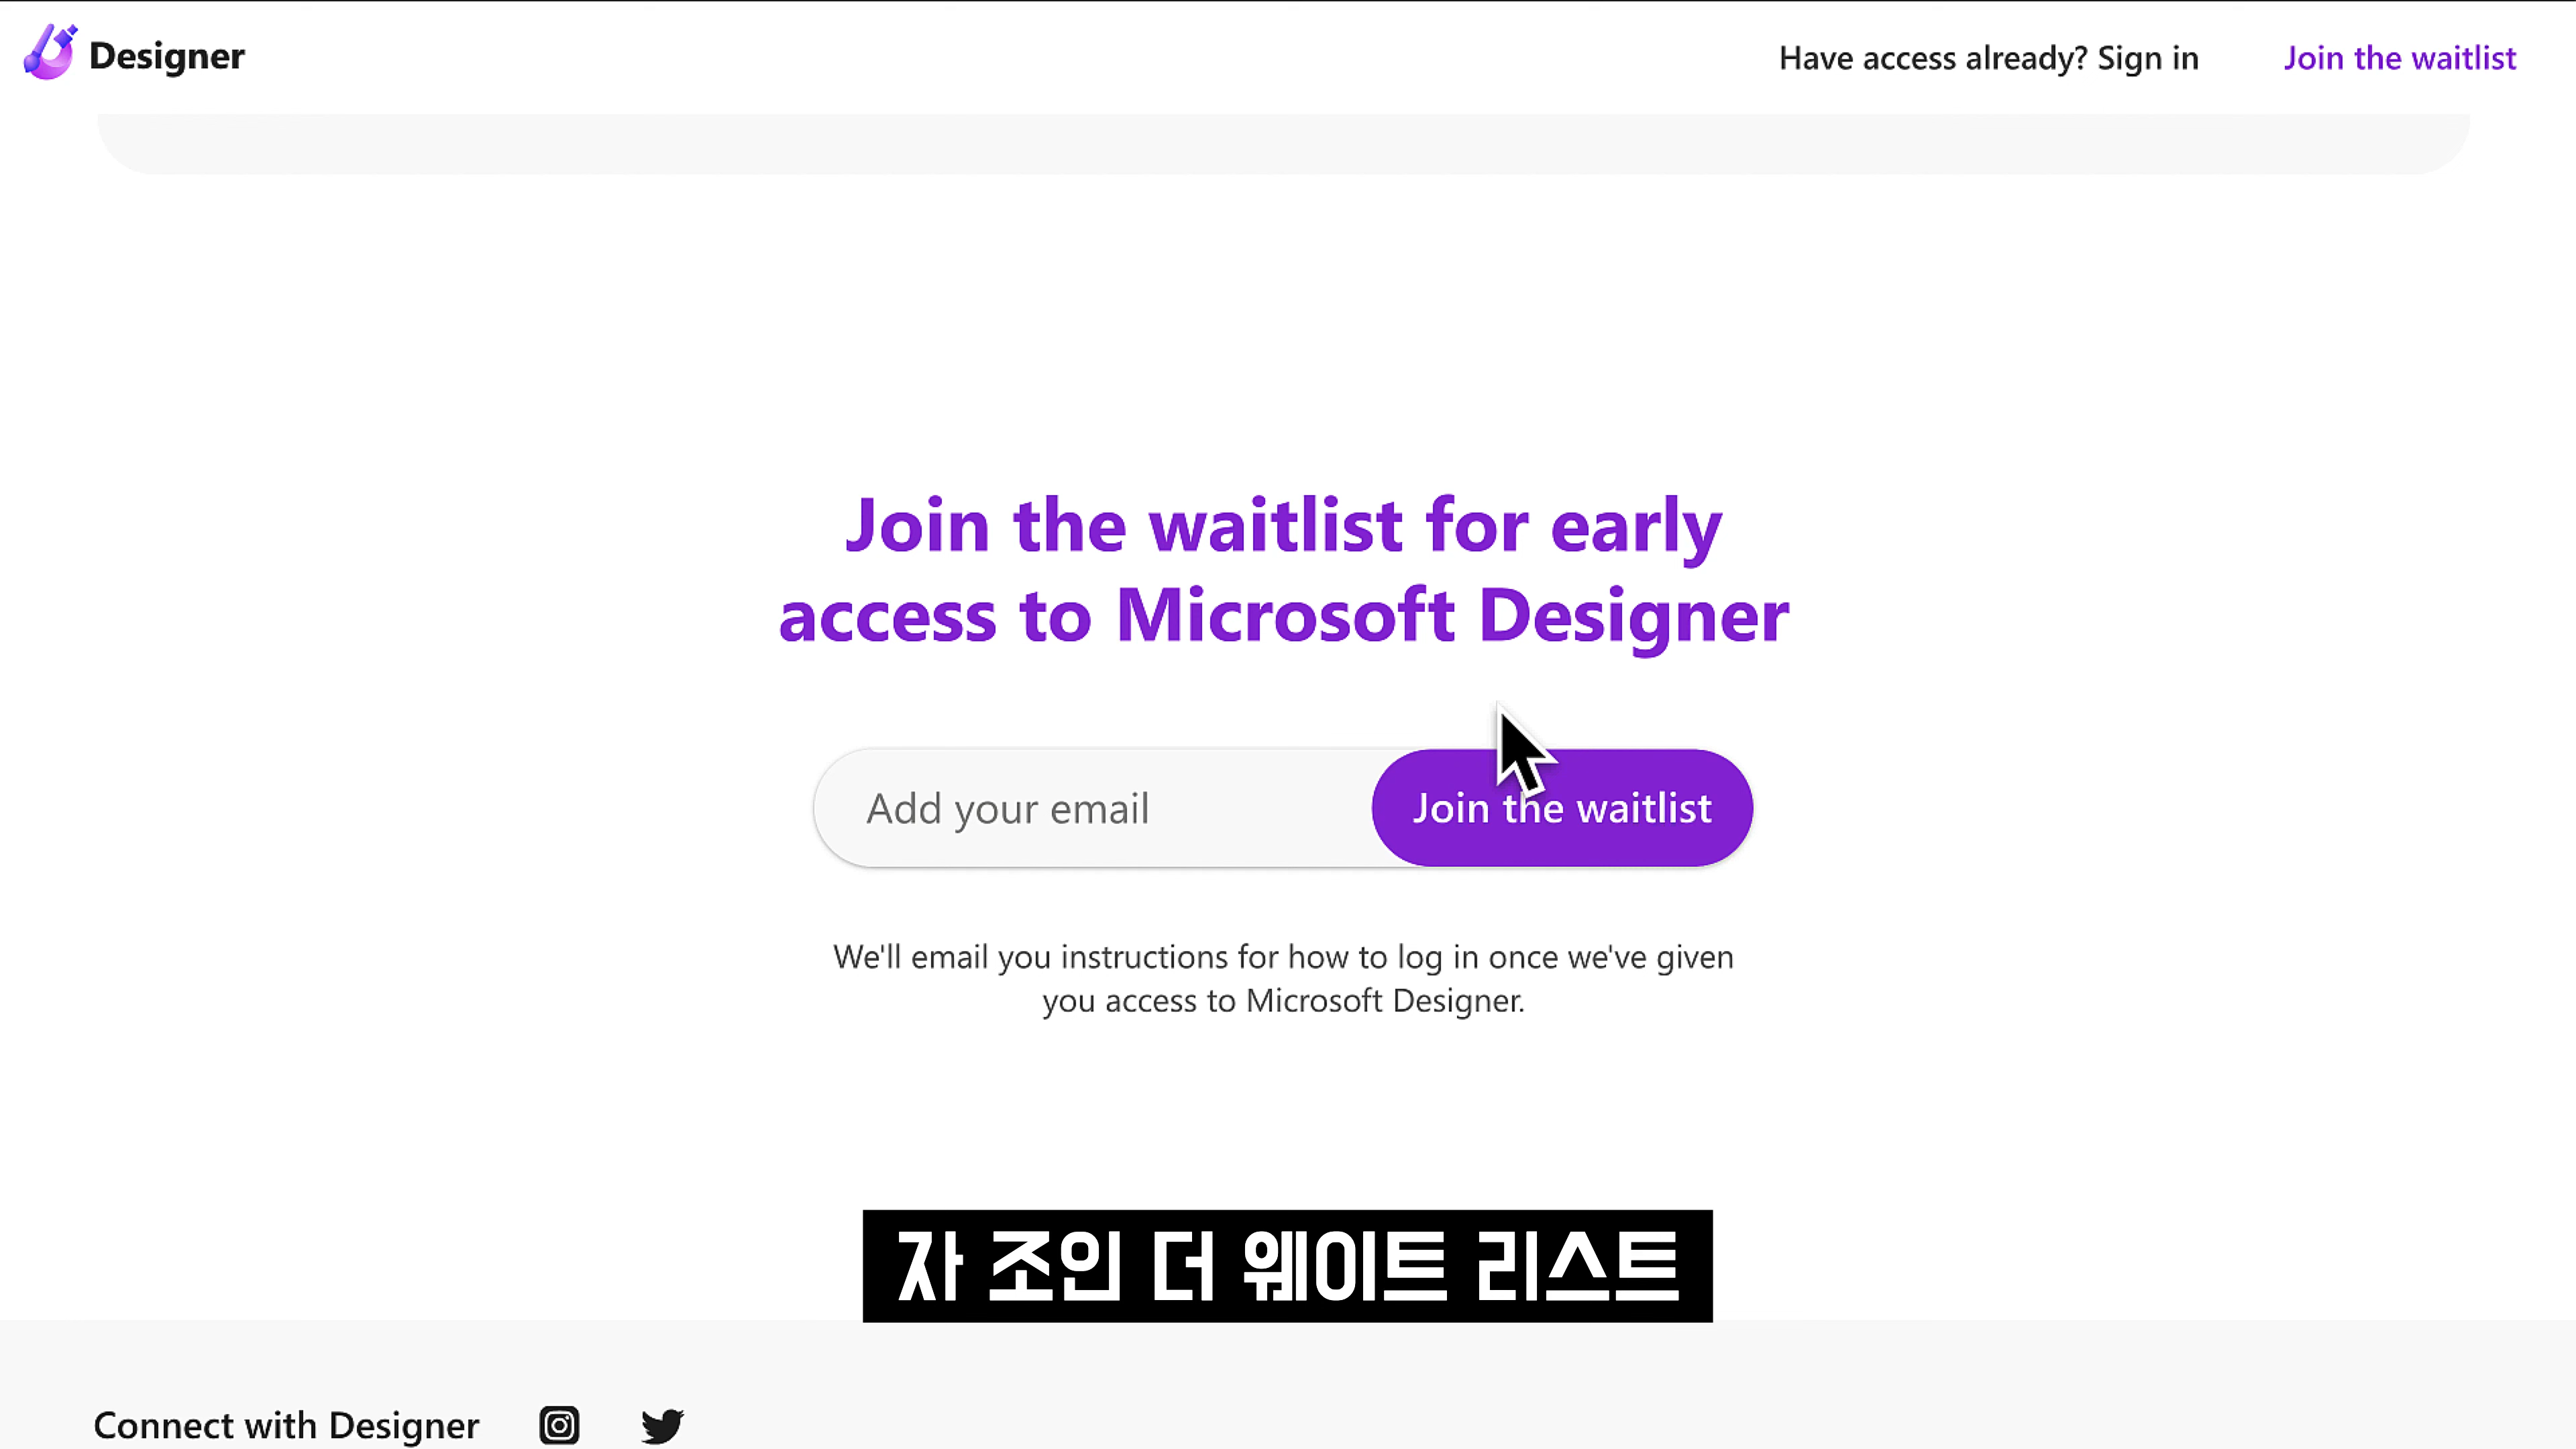 Designer
Have access already? Sign in
Join the waitlist
Join the waitlist for early
access to Microsoft Designer
Add your email
Join the waitlist
We'll email you instructions for how to log in once we've given
you access to Microsoft Designer.
자 조인 더 웨이트 리스트
Connect with Designer